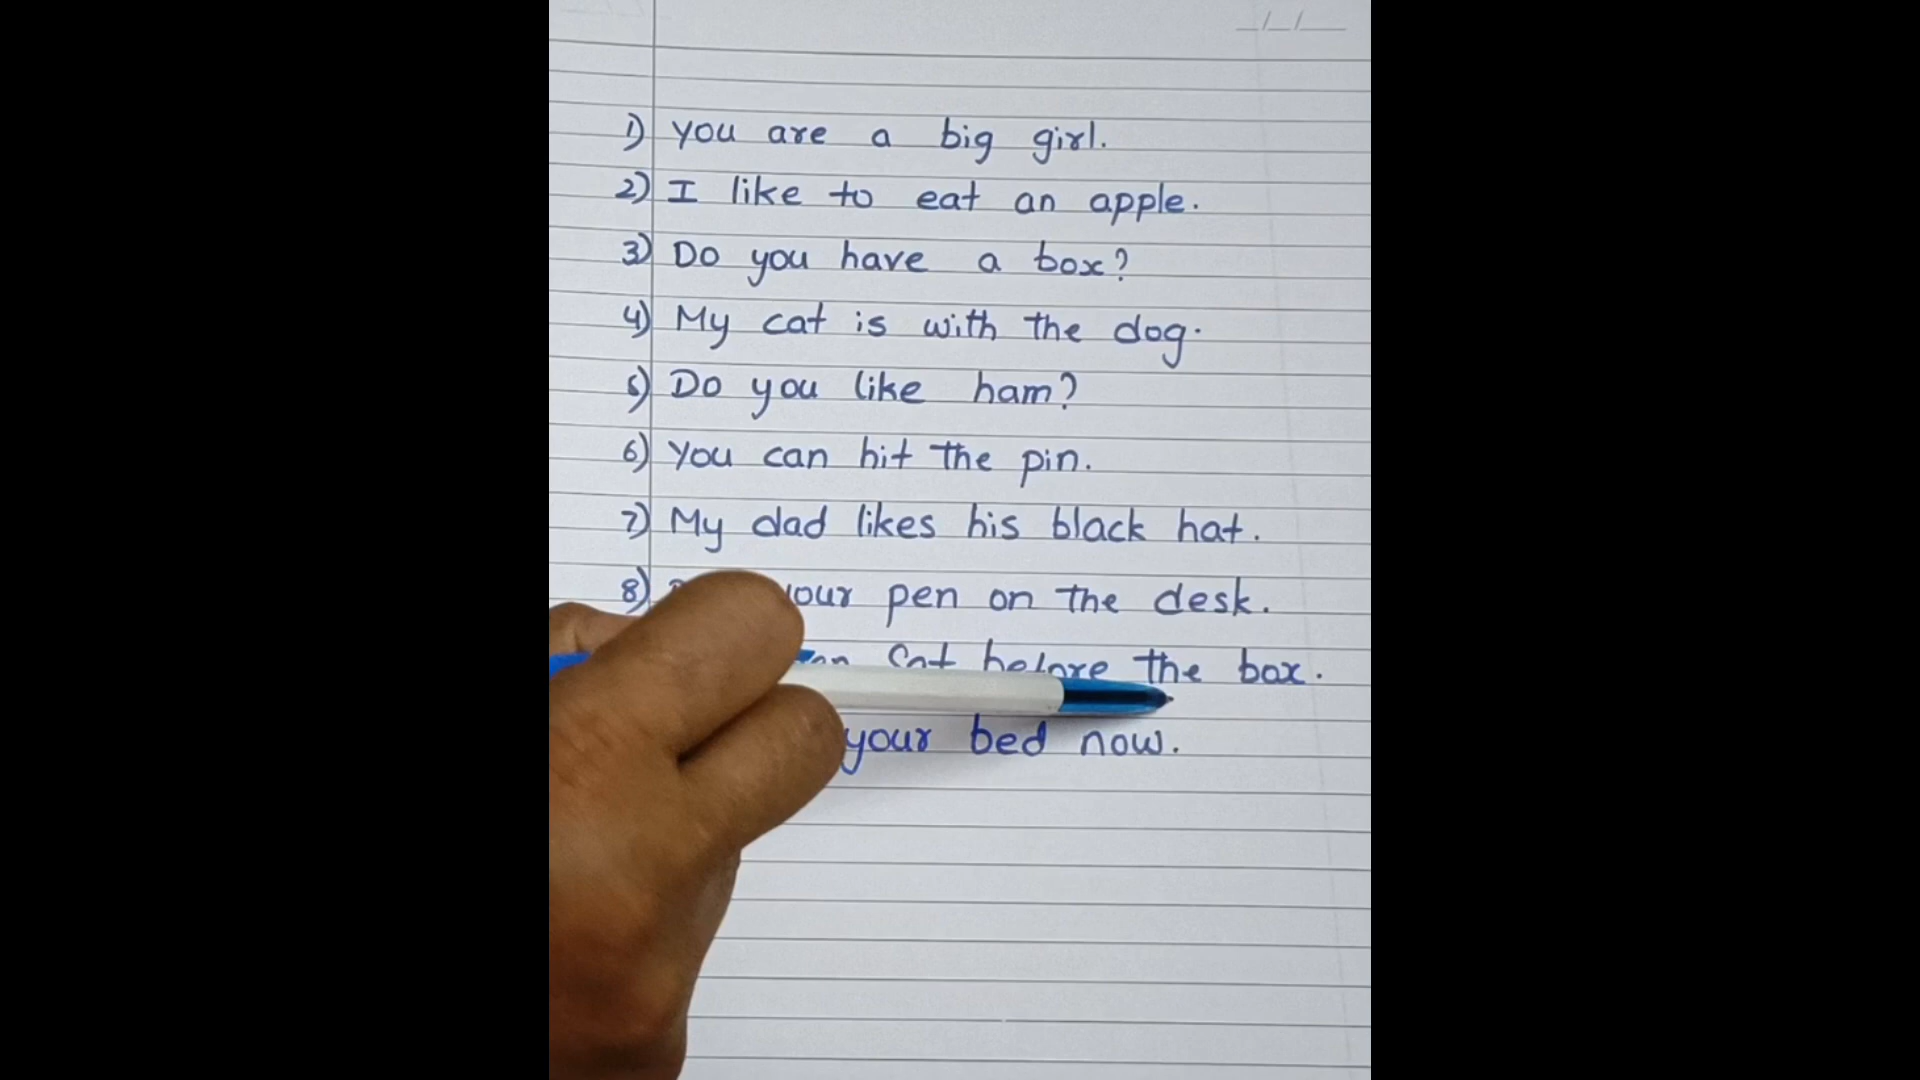 1) You are a big girl.
2) I like to eat an apple.
3) Do you have a box?
4) My cat is with the dog.
5) Do you like ham?
6) You can hit the pin.
7) My dad likes his black hat.
8) your pen on the desk.
before the box.
your bed now.